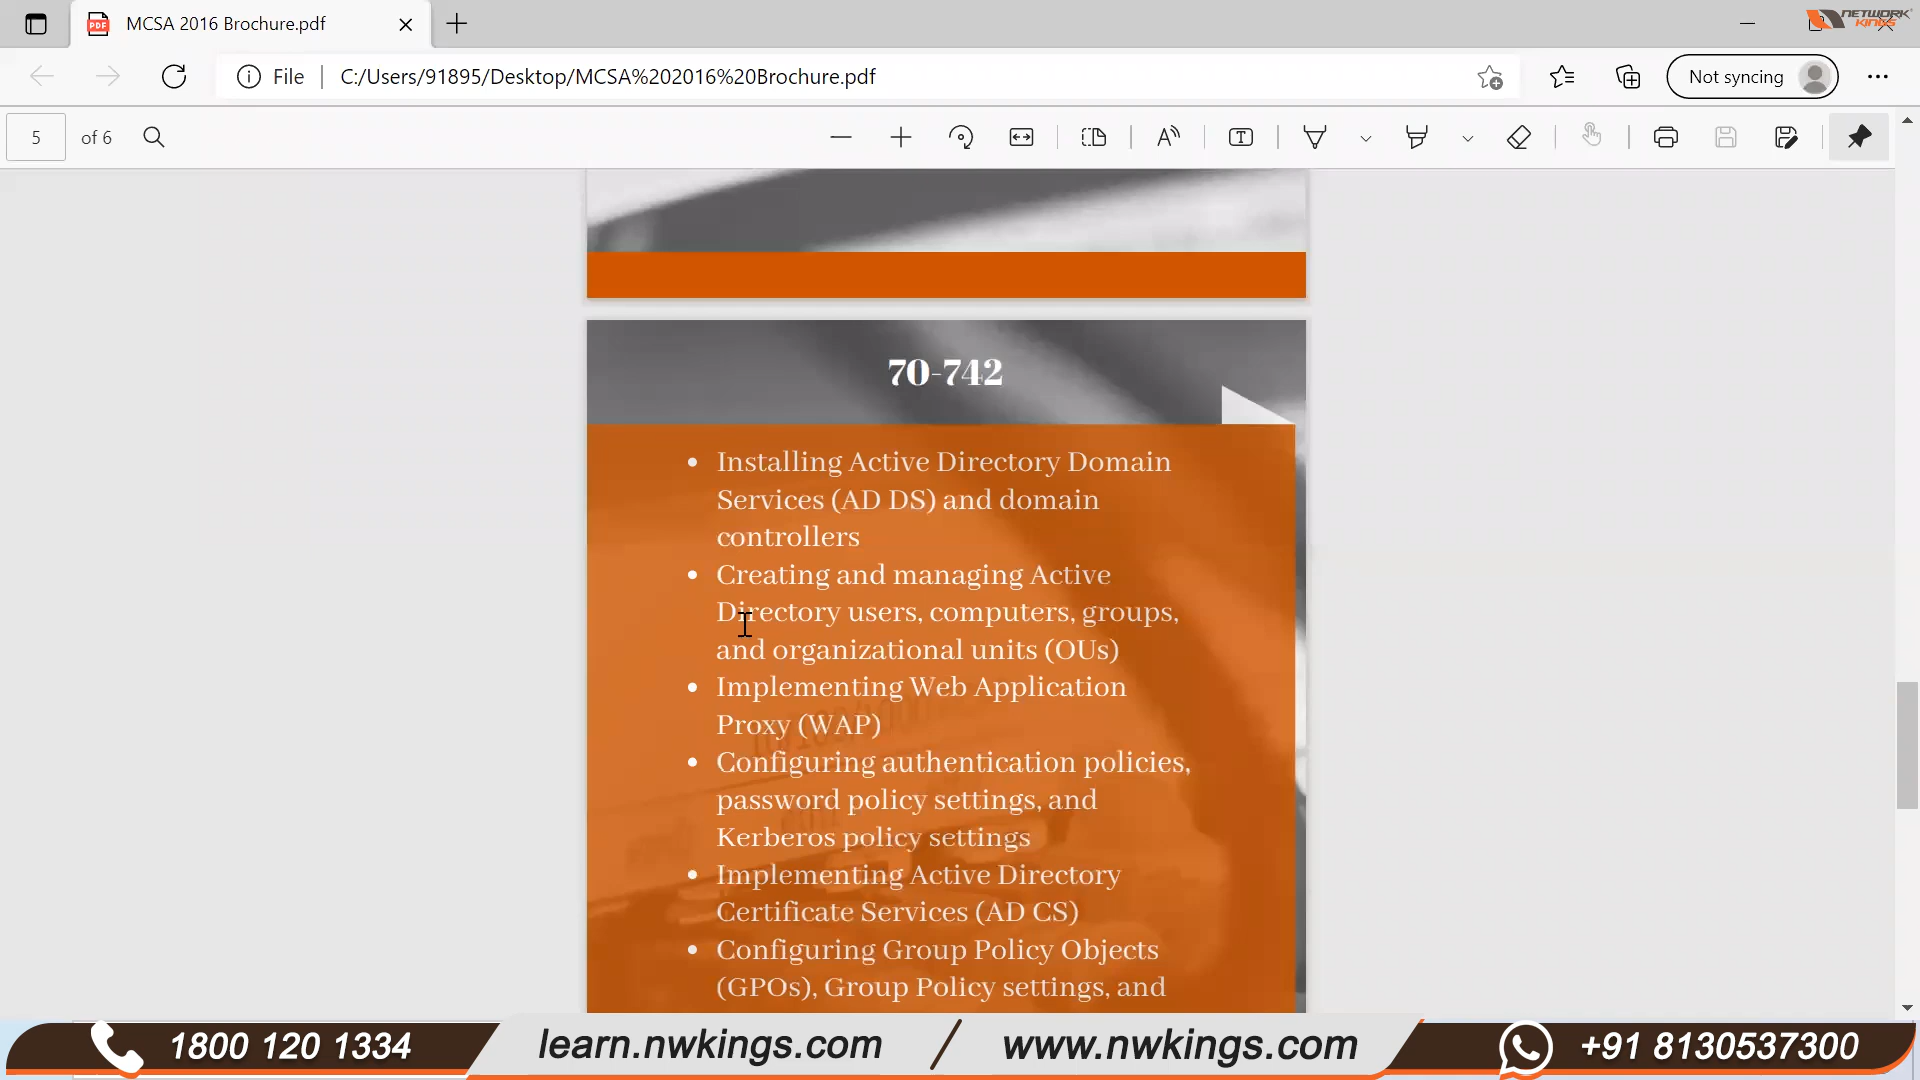 MCSA 2016 Brochure.pdf
NETWORK
KINGS
File
C:/Users/91895/Desktop/MCSA%202016%20Brochure.pdf
Not syncing
5 of 6
70-742
• Installing Active Directory Domain
Services (AD DS) and domain
controllers
• Creating and managing Active
Directory users, computers, groups,
and organizational units (OUs)
• Implementing Web Application
Proxy (WAP)
• Configuring authentication policies,
password policy settings, and
Kerberos policy settings
• Implementing Active Directory
Certificate Services (AD CS)
• Configuring Group Policy Objects
(GPOs), Group Policy settings, and
1800 120 1334
learn.nwkings.com / www.nwkings.com
+91 8130537300